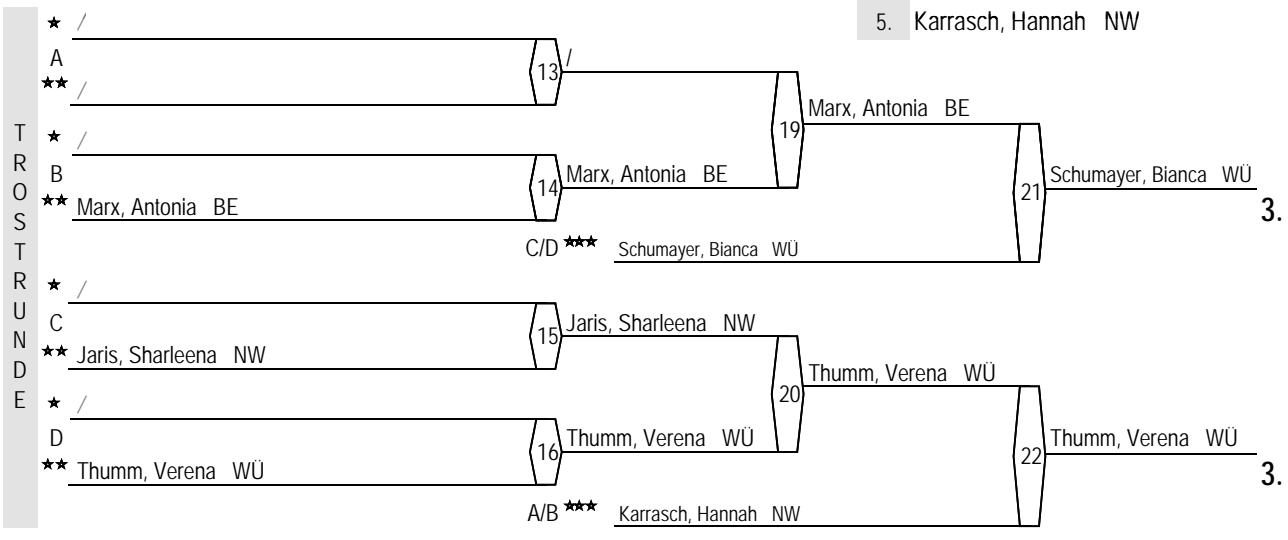 TROSTRUNDE
5. Karrasch, Hannah NW
★ /
A
13
/
★★ /
19
Marx, Antonia BE
★ /
B
14
Marx, Antonia BE
★★ Marx, Antonia BE
21
Schumayer, Bianca WÜ
3.
C/D ★★★ Schumayer, Bianca WÜ
★ /
C
15
Jaris, Sharleena NW
★★ Jaris, Sharleena NW
20
Thumm, Verena WÜ
★ /
D
16
Thumm, Verena WÜ
★★ Thumm, Verena WÜ
22
Thumm, Verena WÜ
3.
A/B ★★★ Karrasch, Hannah NW